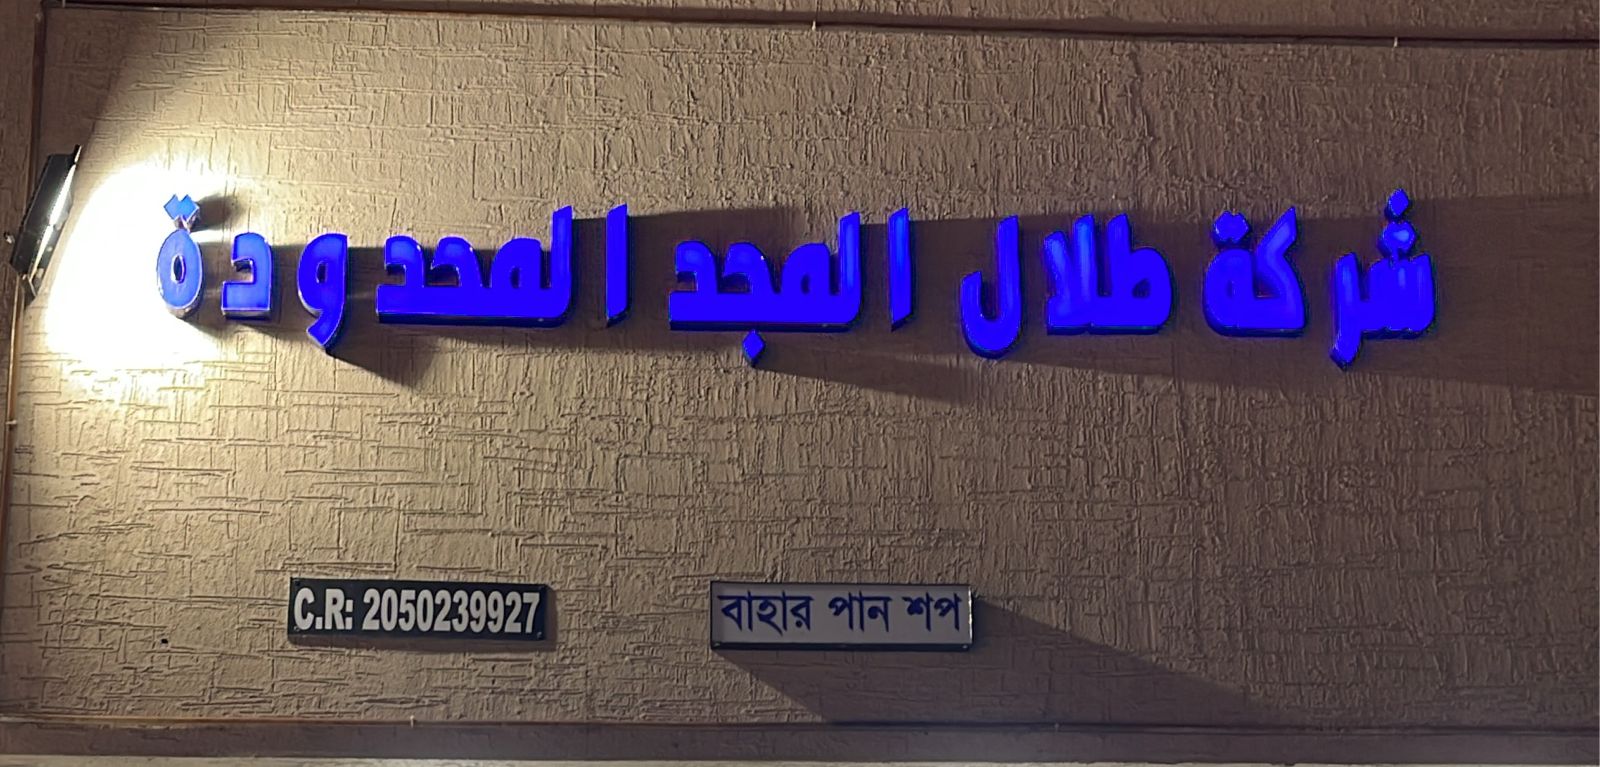 شركة طلال المجد المحدودة
C.R: 2050239927
বাহার পান শপ